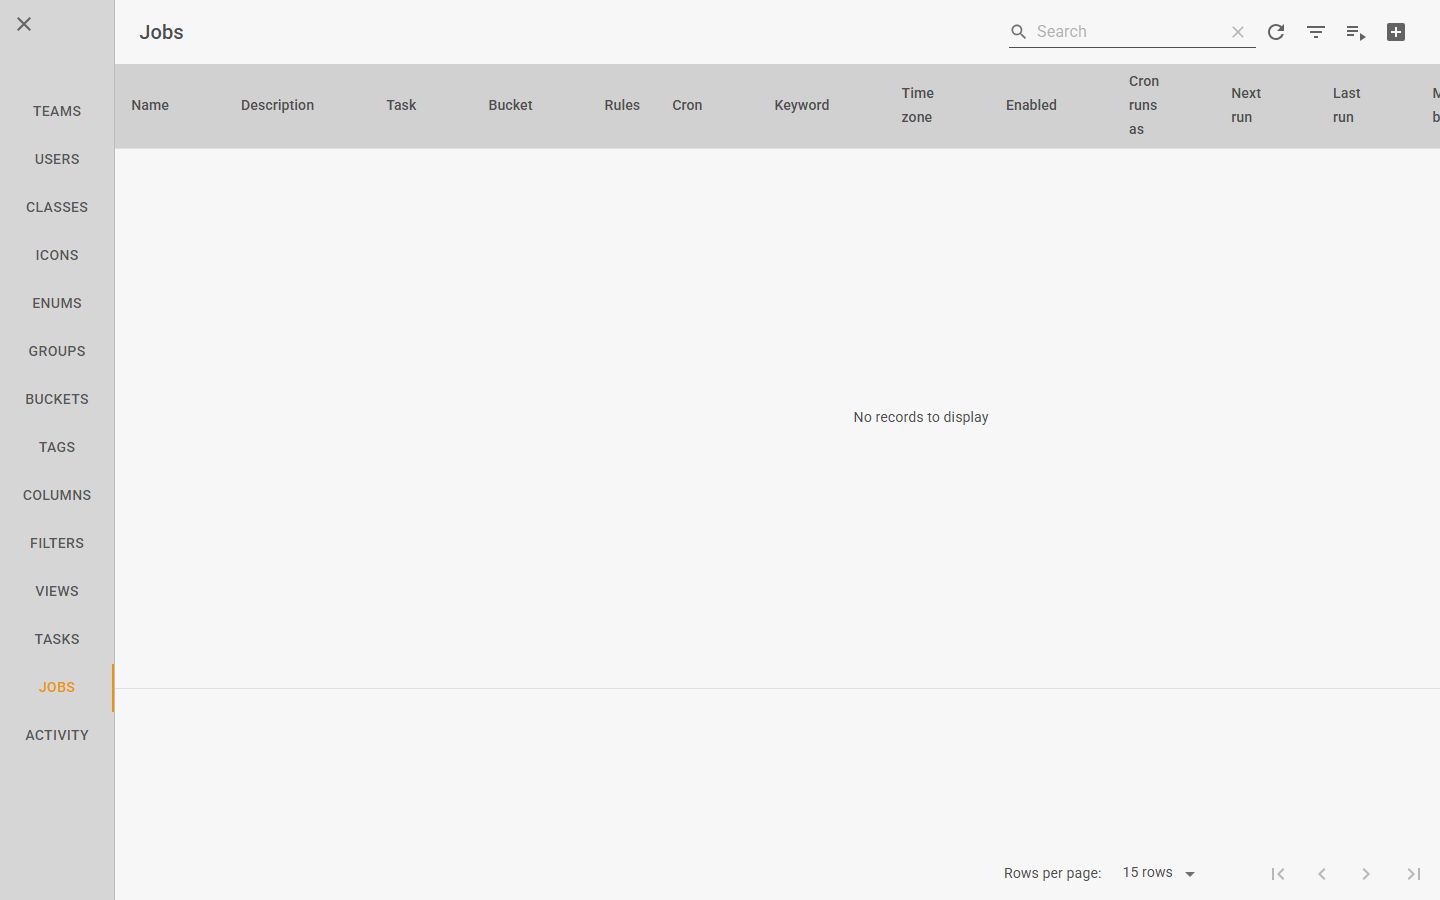 Jobs
Search
TEAMS
USERS
CLASSES
ICONS
ENUMS
GROUPS
BUCKETS
TAGS
COLUMNS
FILTERS
VIEWS
TASKS
JOBS
ACTIVITY
Name
Description
Task
Bucket
Rules
Cron
Keyword
Time
zone
Enabled
Cron
runs
as
Next
run
Last
run
No records to display
Rows per page:
15 rows